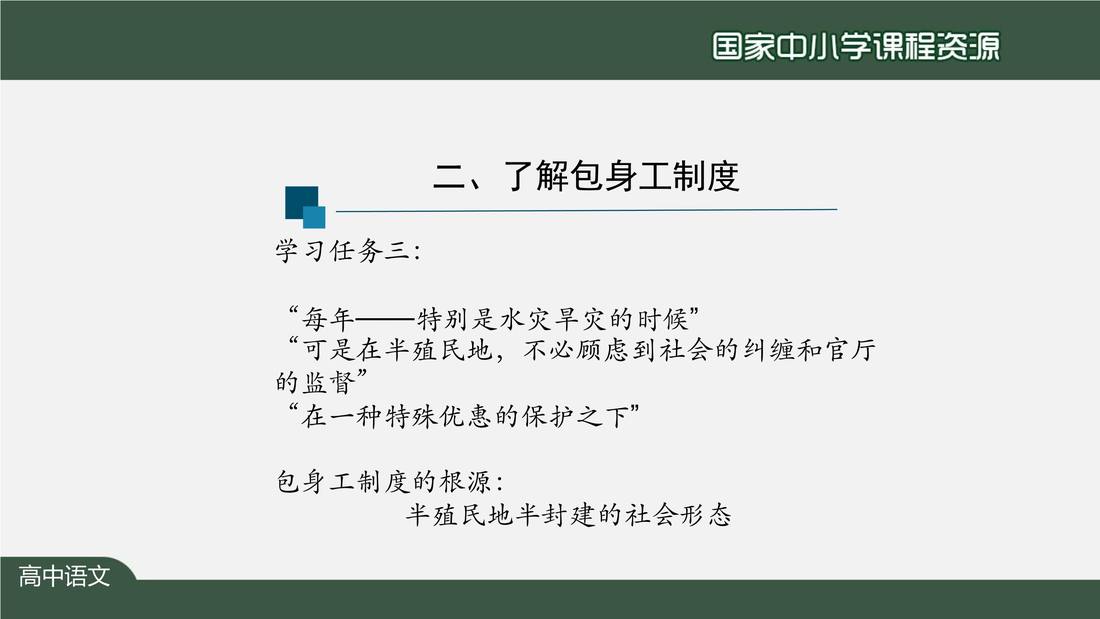 国家中小学课程资源
二、了解包身工制度
学习任务三：
“每年——特别是水灾旱灾的时候”
“可是在半殖民地，不必顾虑到社会的纠缠和官厅
的监督”
“在一种特殊优惠的保护之下”
包身工制度的根源：
半殖民地半封建的社会形态
高中语文